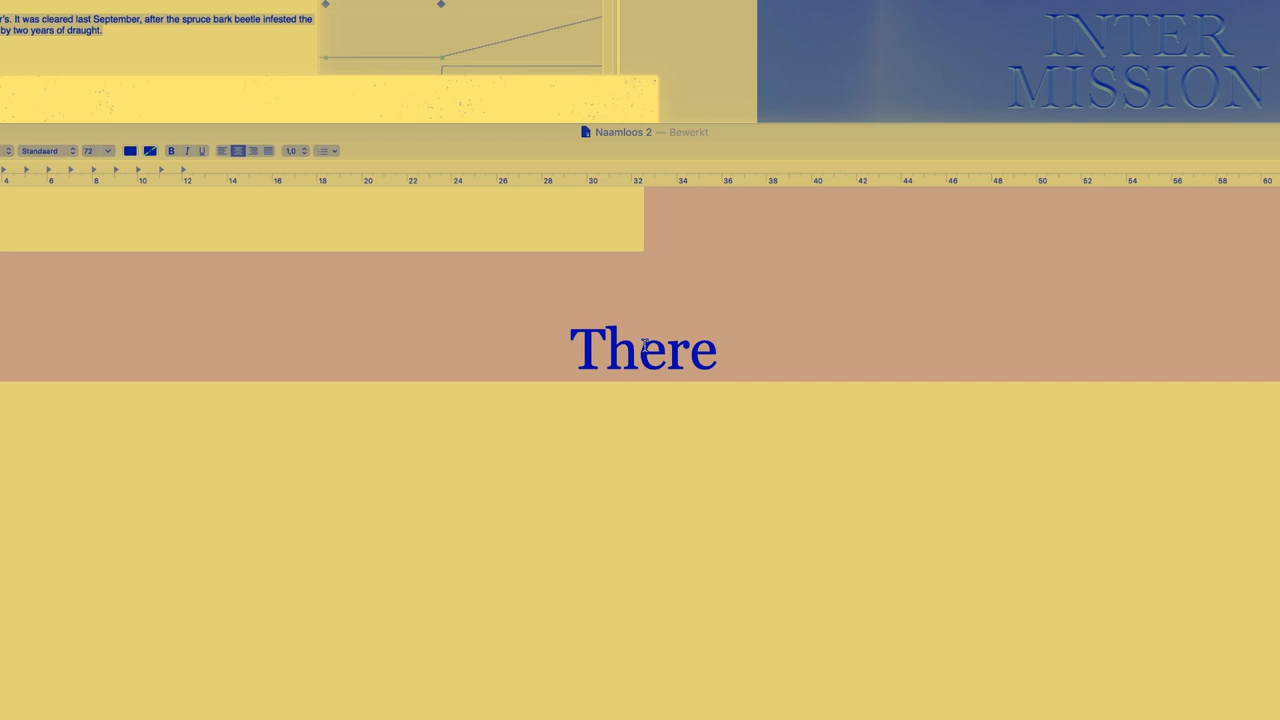 r's. It was cleared last September, after the spruce bark beetle infested the
by two years of draught.
INTER
MISSION
Naamloos 2 — Bewerkt
Standaard 72 B I U 1,0
4 6 8 10 12 14 16 18 20 22 24 26 28 30 32 34 36 38 40 42 44 46 48 50 52 54 56 58 60
There